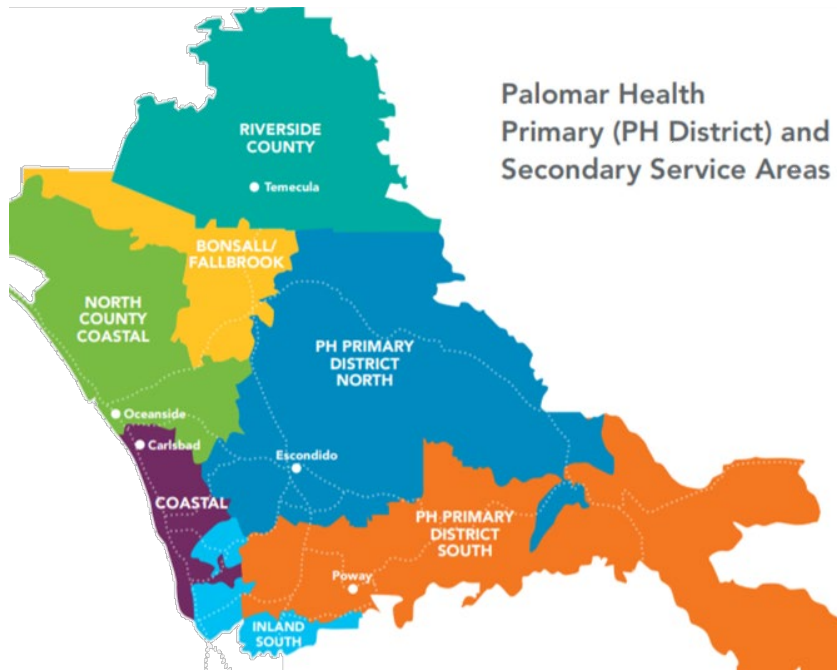 Palomar Health
Primary (PH District) and
Secondary Service Areas
RIVERSIDE
COUNTY
Temecula
BONSALL/
FALLBROOK
NORTH
COUNTY
COASTAL
PH PRIMARY
DISTRICT
NORTH
Oceanside
Carlsbad
Escondido
COASTAL
PH PRIMARY
DISTRICT
SOUTH
Poway
INLAND
SOUTH